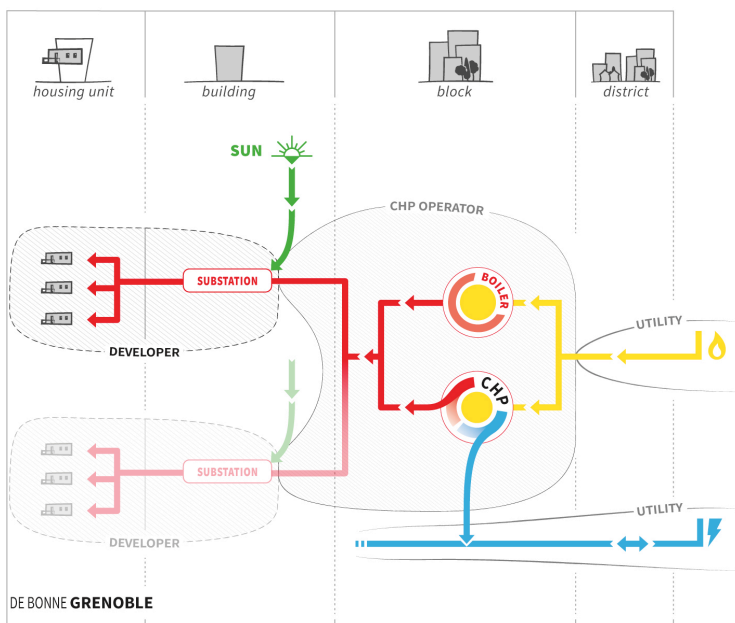 housing unit
building
block
district
SUN
CHP OPERATOR
SUBSTATION
BOILER
UTILITY
DEVELOPER
CHP
SUBSTATION
UTILITY
DEVELOPER
DE BONNE GRENOBLE